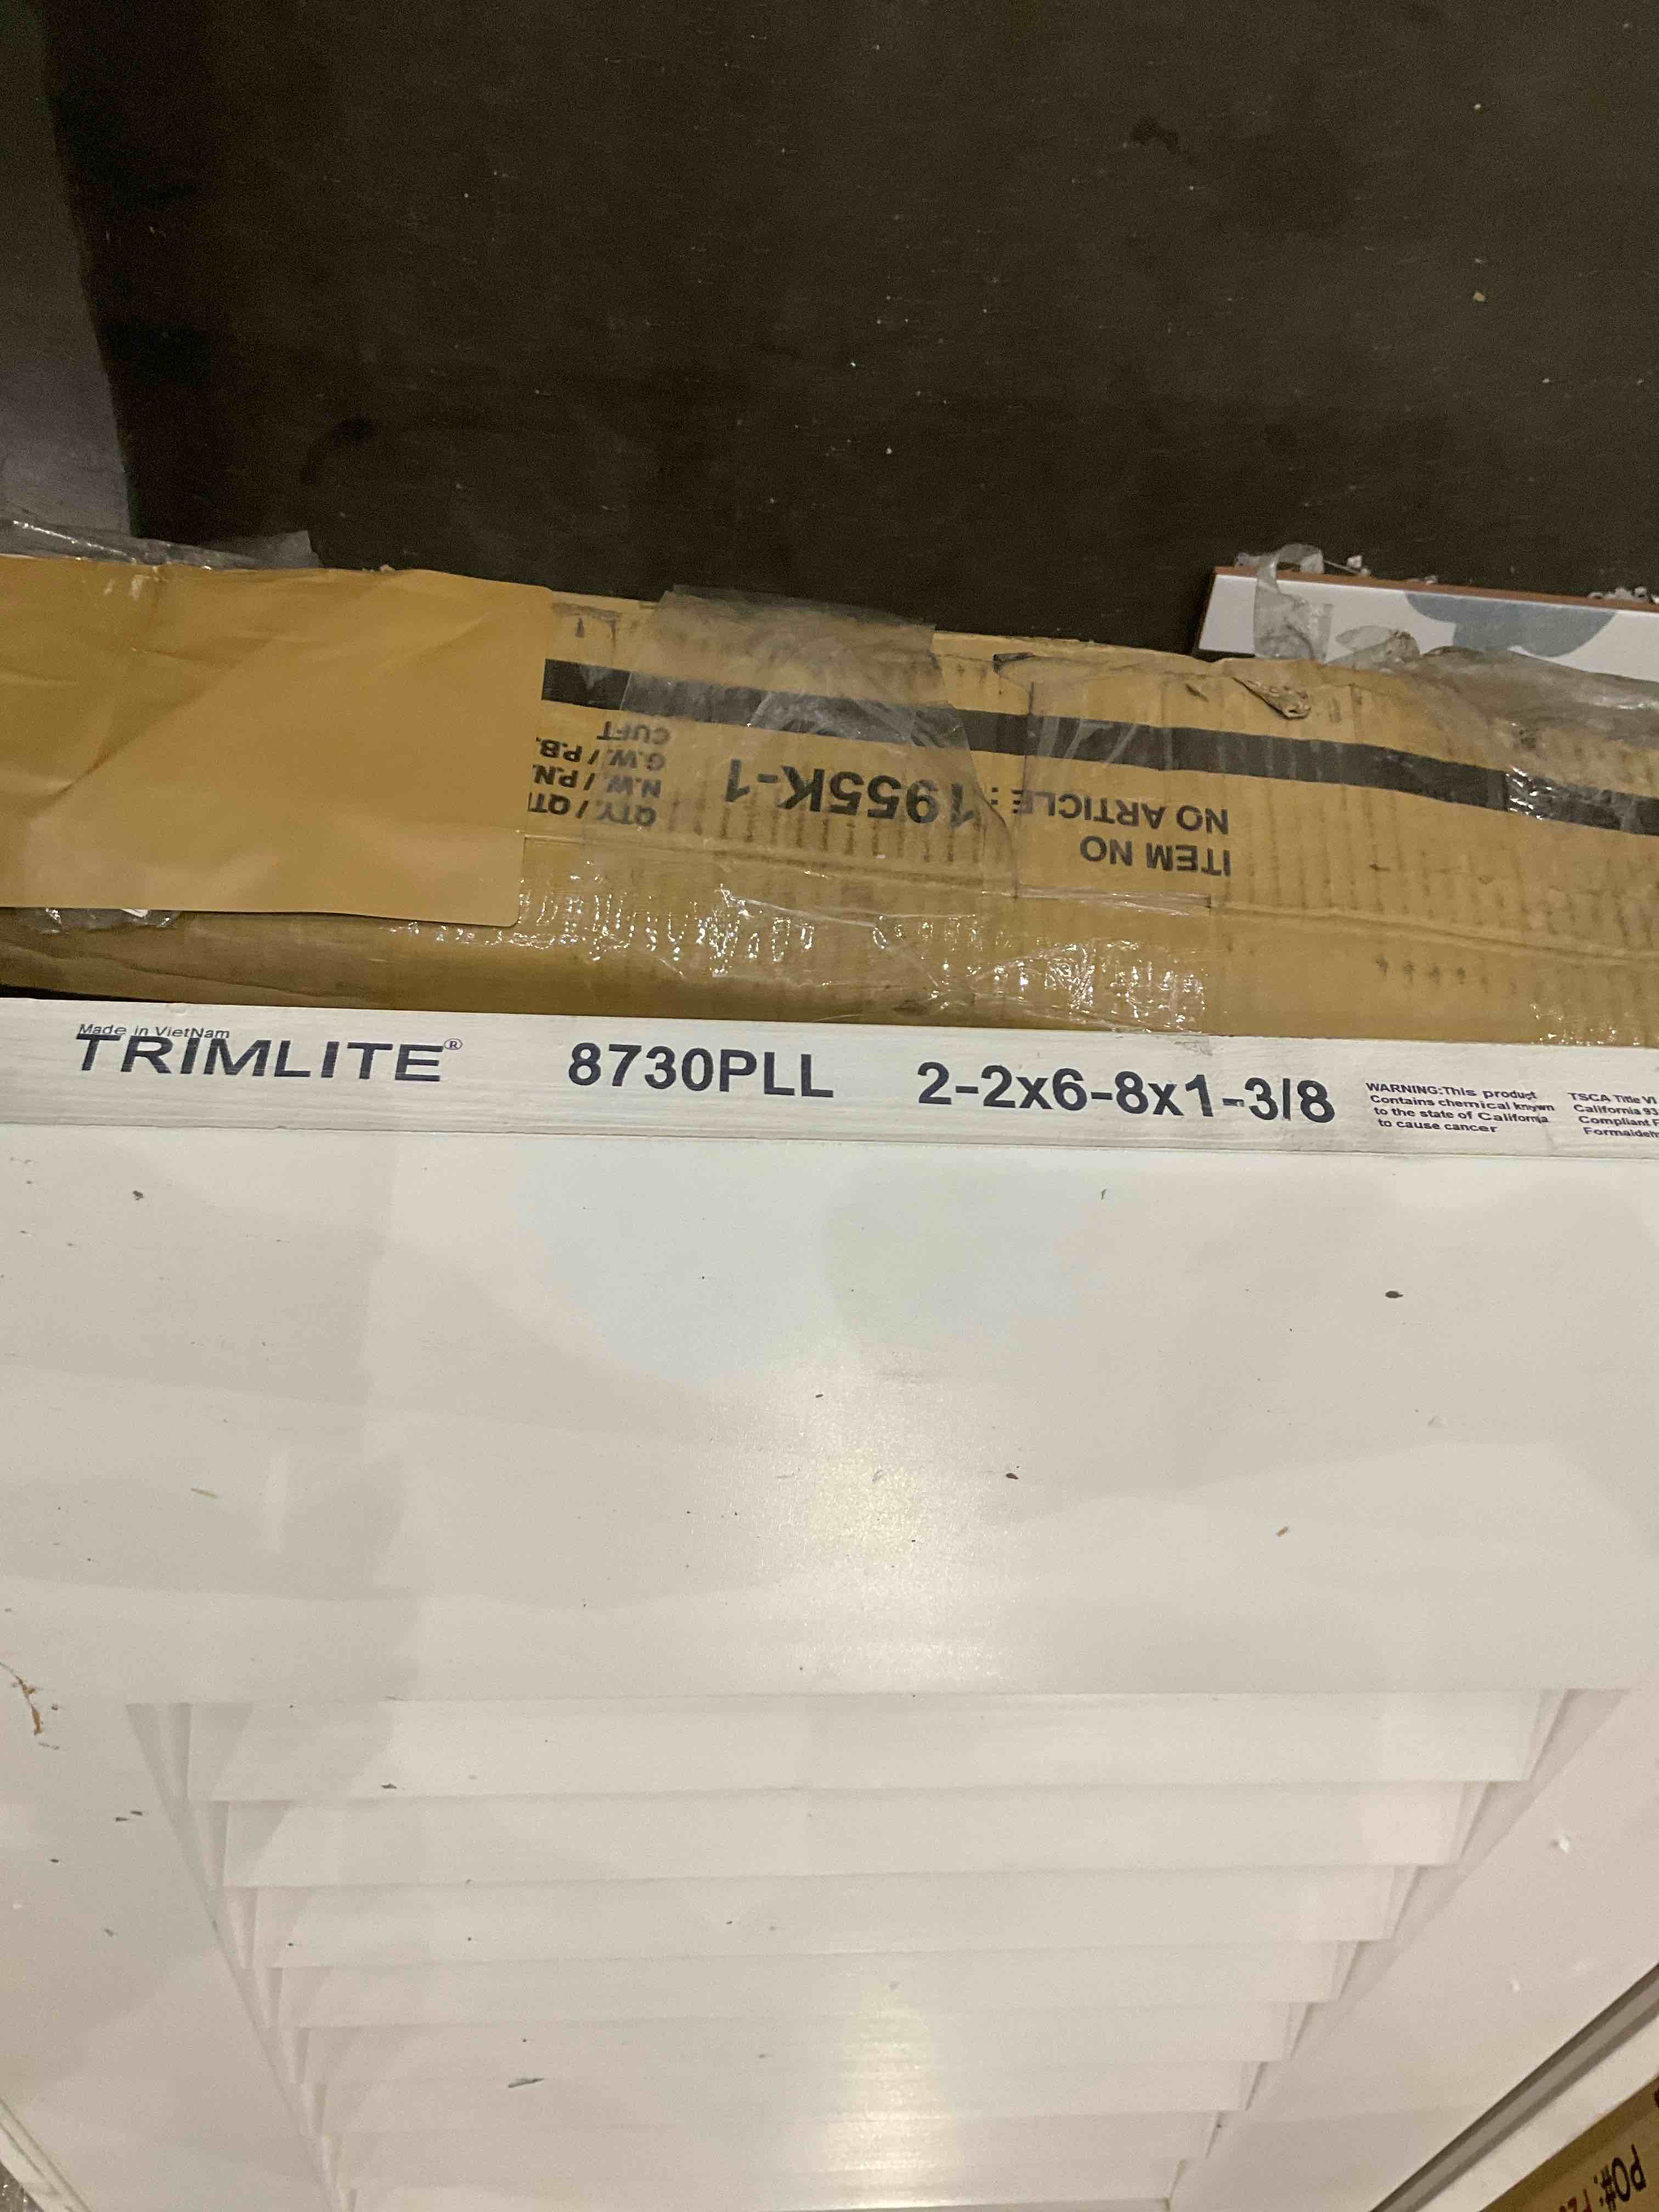 CUFT
G.W. / P.B.
N.W. / P.N.
QTY. / QT
ITEM NO
NO ARTICLE : 1955K-1
Made in VietNam
TRIMLITE® 8730PLL 2-2x6-8x1-3/8
WARNING:This product
Contains chemical known
to the state of California
to cause cancer
TSCA Title VI
California 93
Compliant F
Formaldeh
PO#: